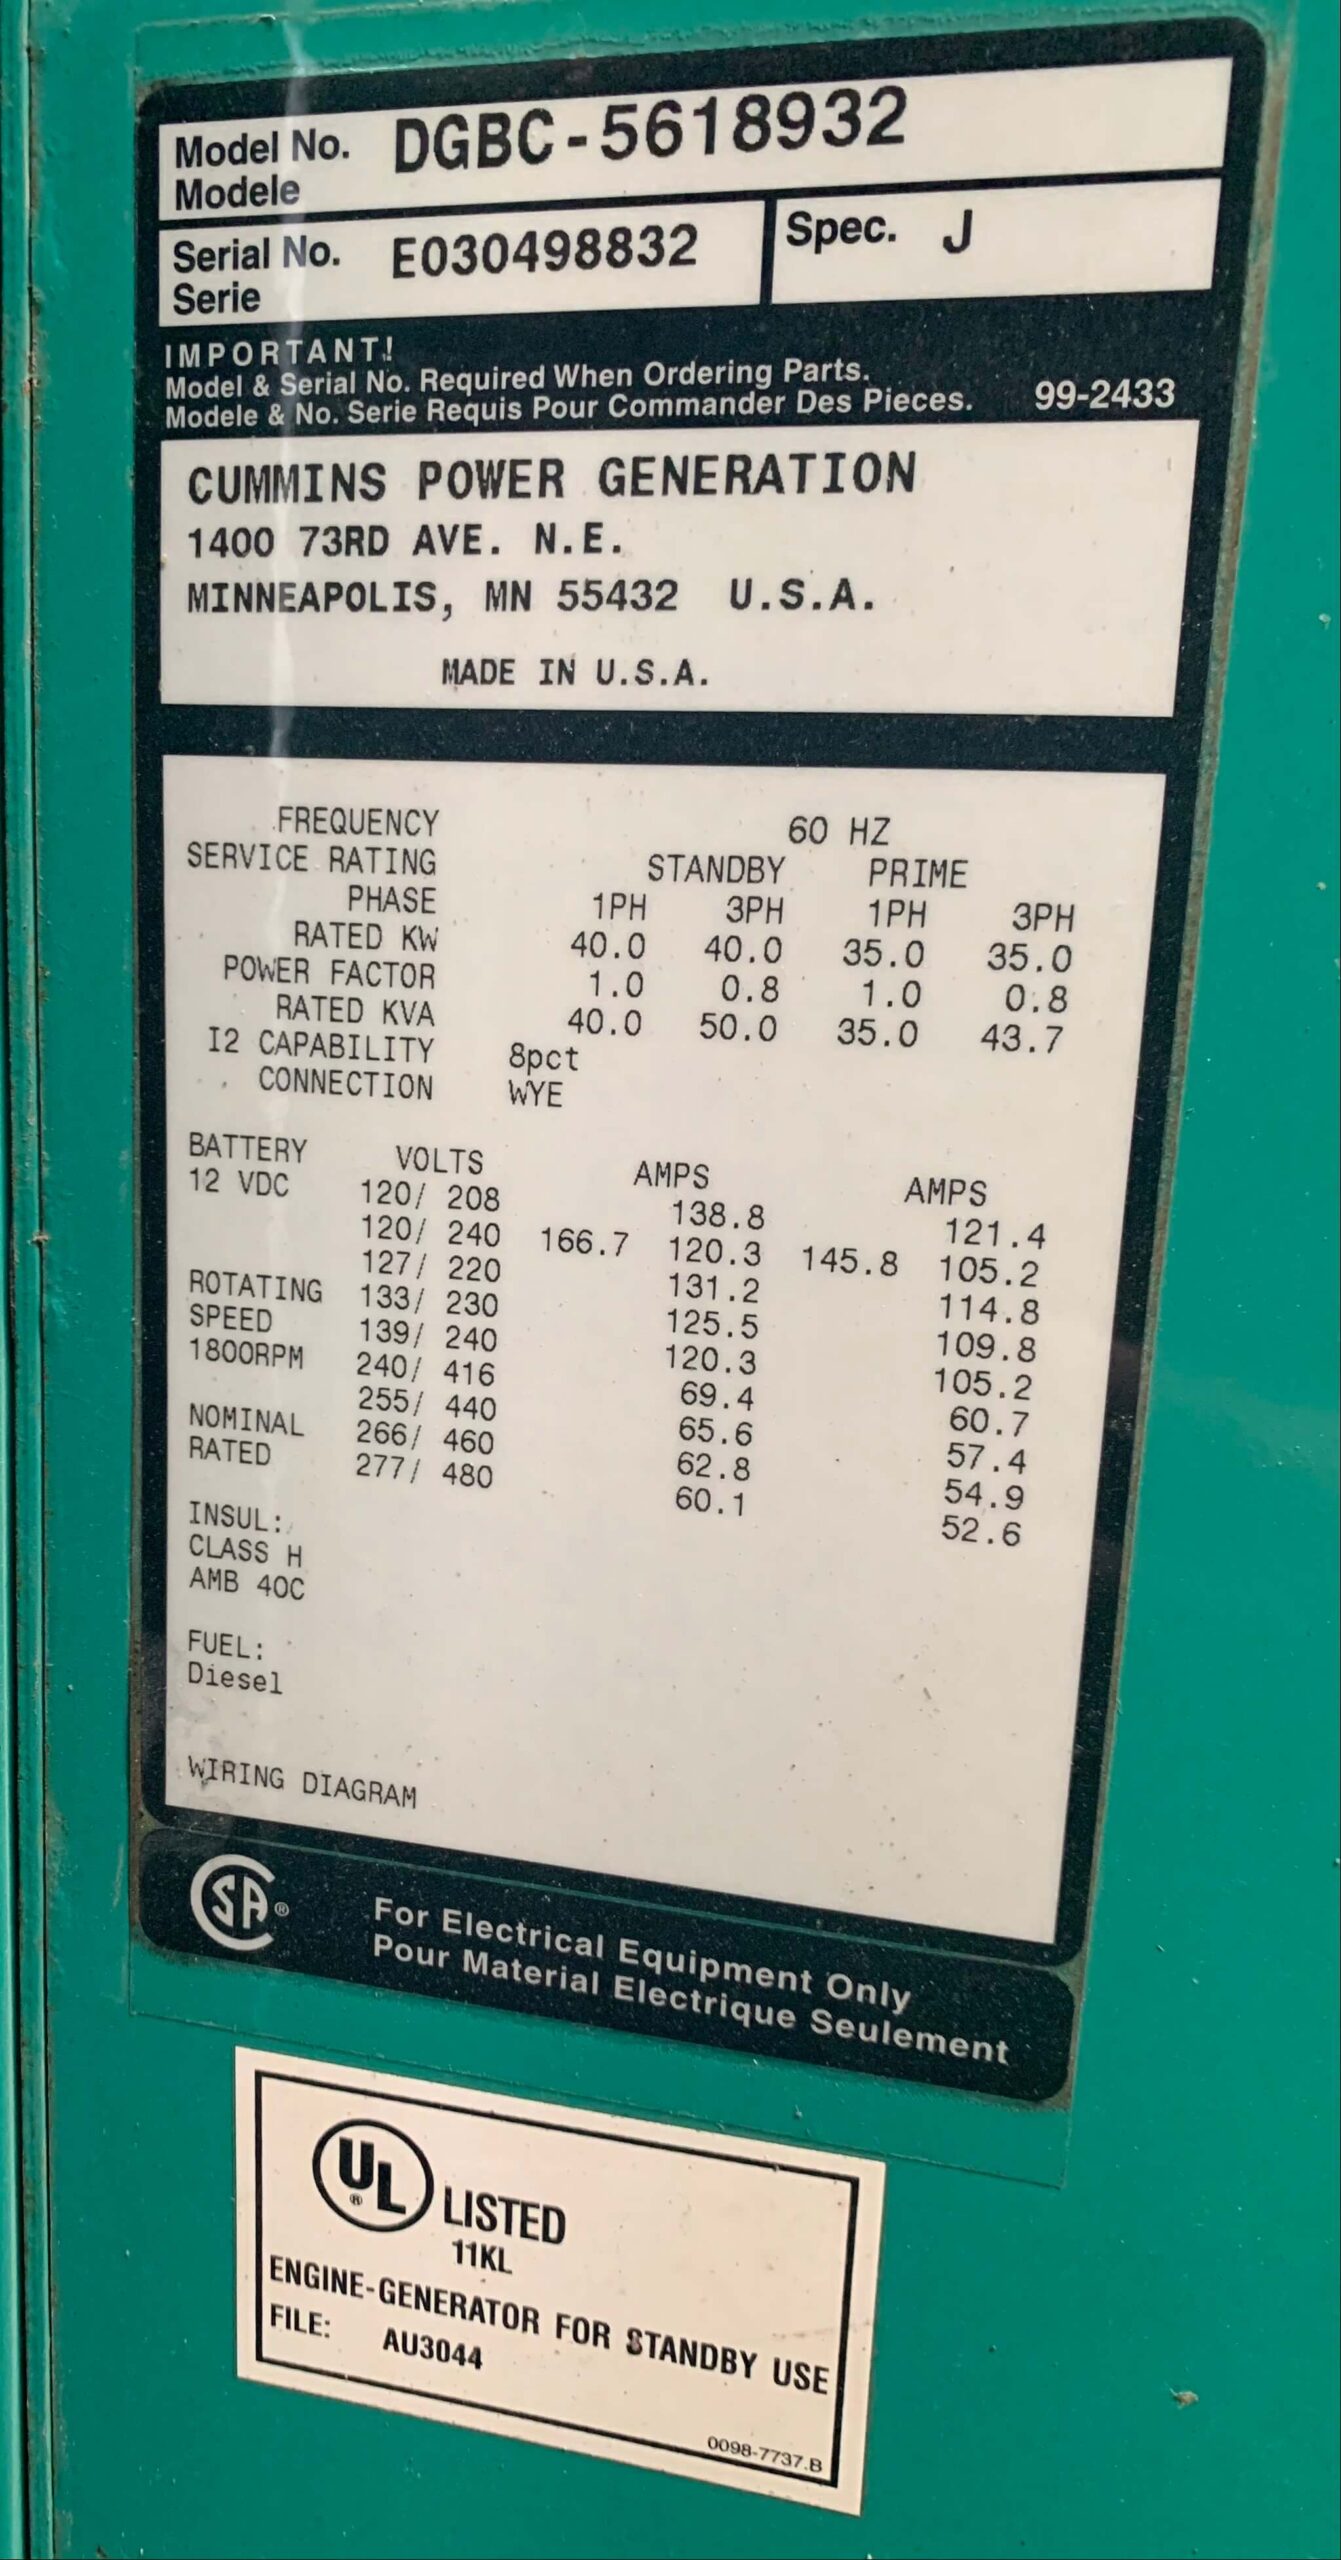 Model No. DGBC-5618932
Modele
Serial No. E030498832 Spec. J
Serie
IMPORTANT!
Model & Serial No. Required When Ordering Parts.
Modele & No. Serie Requis Pour Commander Des Pieces. 99-2433
CUMMINS POWER GENERATION
1400 73RD AVE. N.E.
MINNEAPOLIS, MN 55432 U.S.A.
MADE IN U.S.A.
FREQUENCY 60 HZ
SERVICE RATING STANDBY PRIME
PHASE 1PH 3PH 1PH 3PH
RATED KW 40.0 40.0 35.0 35.0
POWER FACTOR 1.0 0.8 1.0 0.8
RATED KVA 40.0 50.0 35.0 43.7
I2 CAPABILITY 8pct
CONNECTION WYE
BATTERY VOLTS AMPS AMPS
12 VDC 120/ 208 138.8 121.4
120/ 240 166.7 120.3 145.8 105.2
127/ 220 131.2 114.8
ROTATING 133/ 230 125.5 109.8
SPEED 139/ 240 120.3 105.2
1800RPM 240/ 416 69.4 60.7
255/ 440 65.6 57.4
NOMINAL 266/ 460 62.8 54.9
RATED 277/ 480 60.1 52.6
INSUL:
CLASS H
AMB 40C
FUEL:
Diesel
WIRING DIAGRAM
CSA® For Electrical Equipment Only
Pour Material Electrique Seulement
UL® LISTED
11KL
ENGINE-GENERATOR FOR STANDBY USE
FILE: AU3044
0098-7737.B